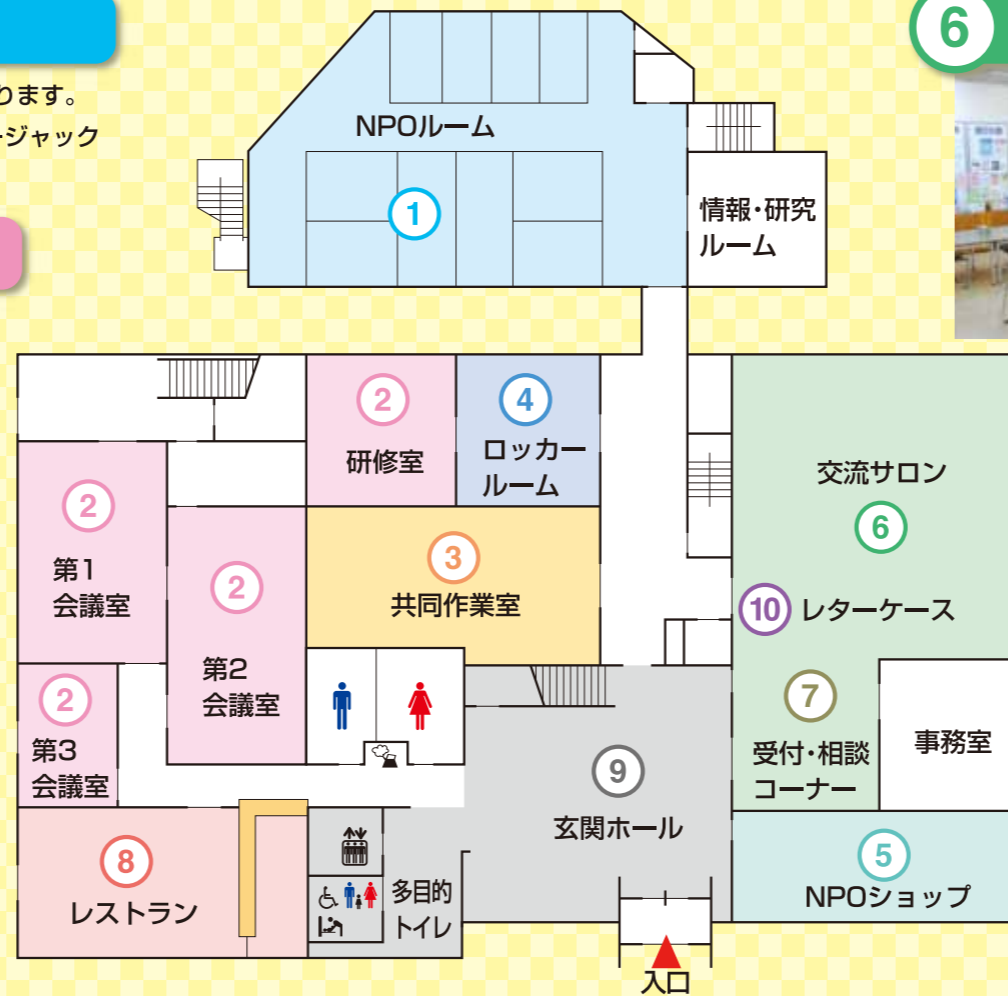 6
ります。
ージャック
NPOルーム
1
情報・研究
ルーム
2
研修室
4
ロッカー
ルーム
交流サロン
6
2
第1
会議室
2
第2
会議室
3
共同作業室
10 レターケース
2
第3
会議室
7
受付・相談
コーナー
事務室
9
玄関ホール
8
レストラン
多目的
トイレ
5
NPOショップ
入口